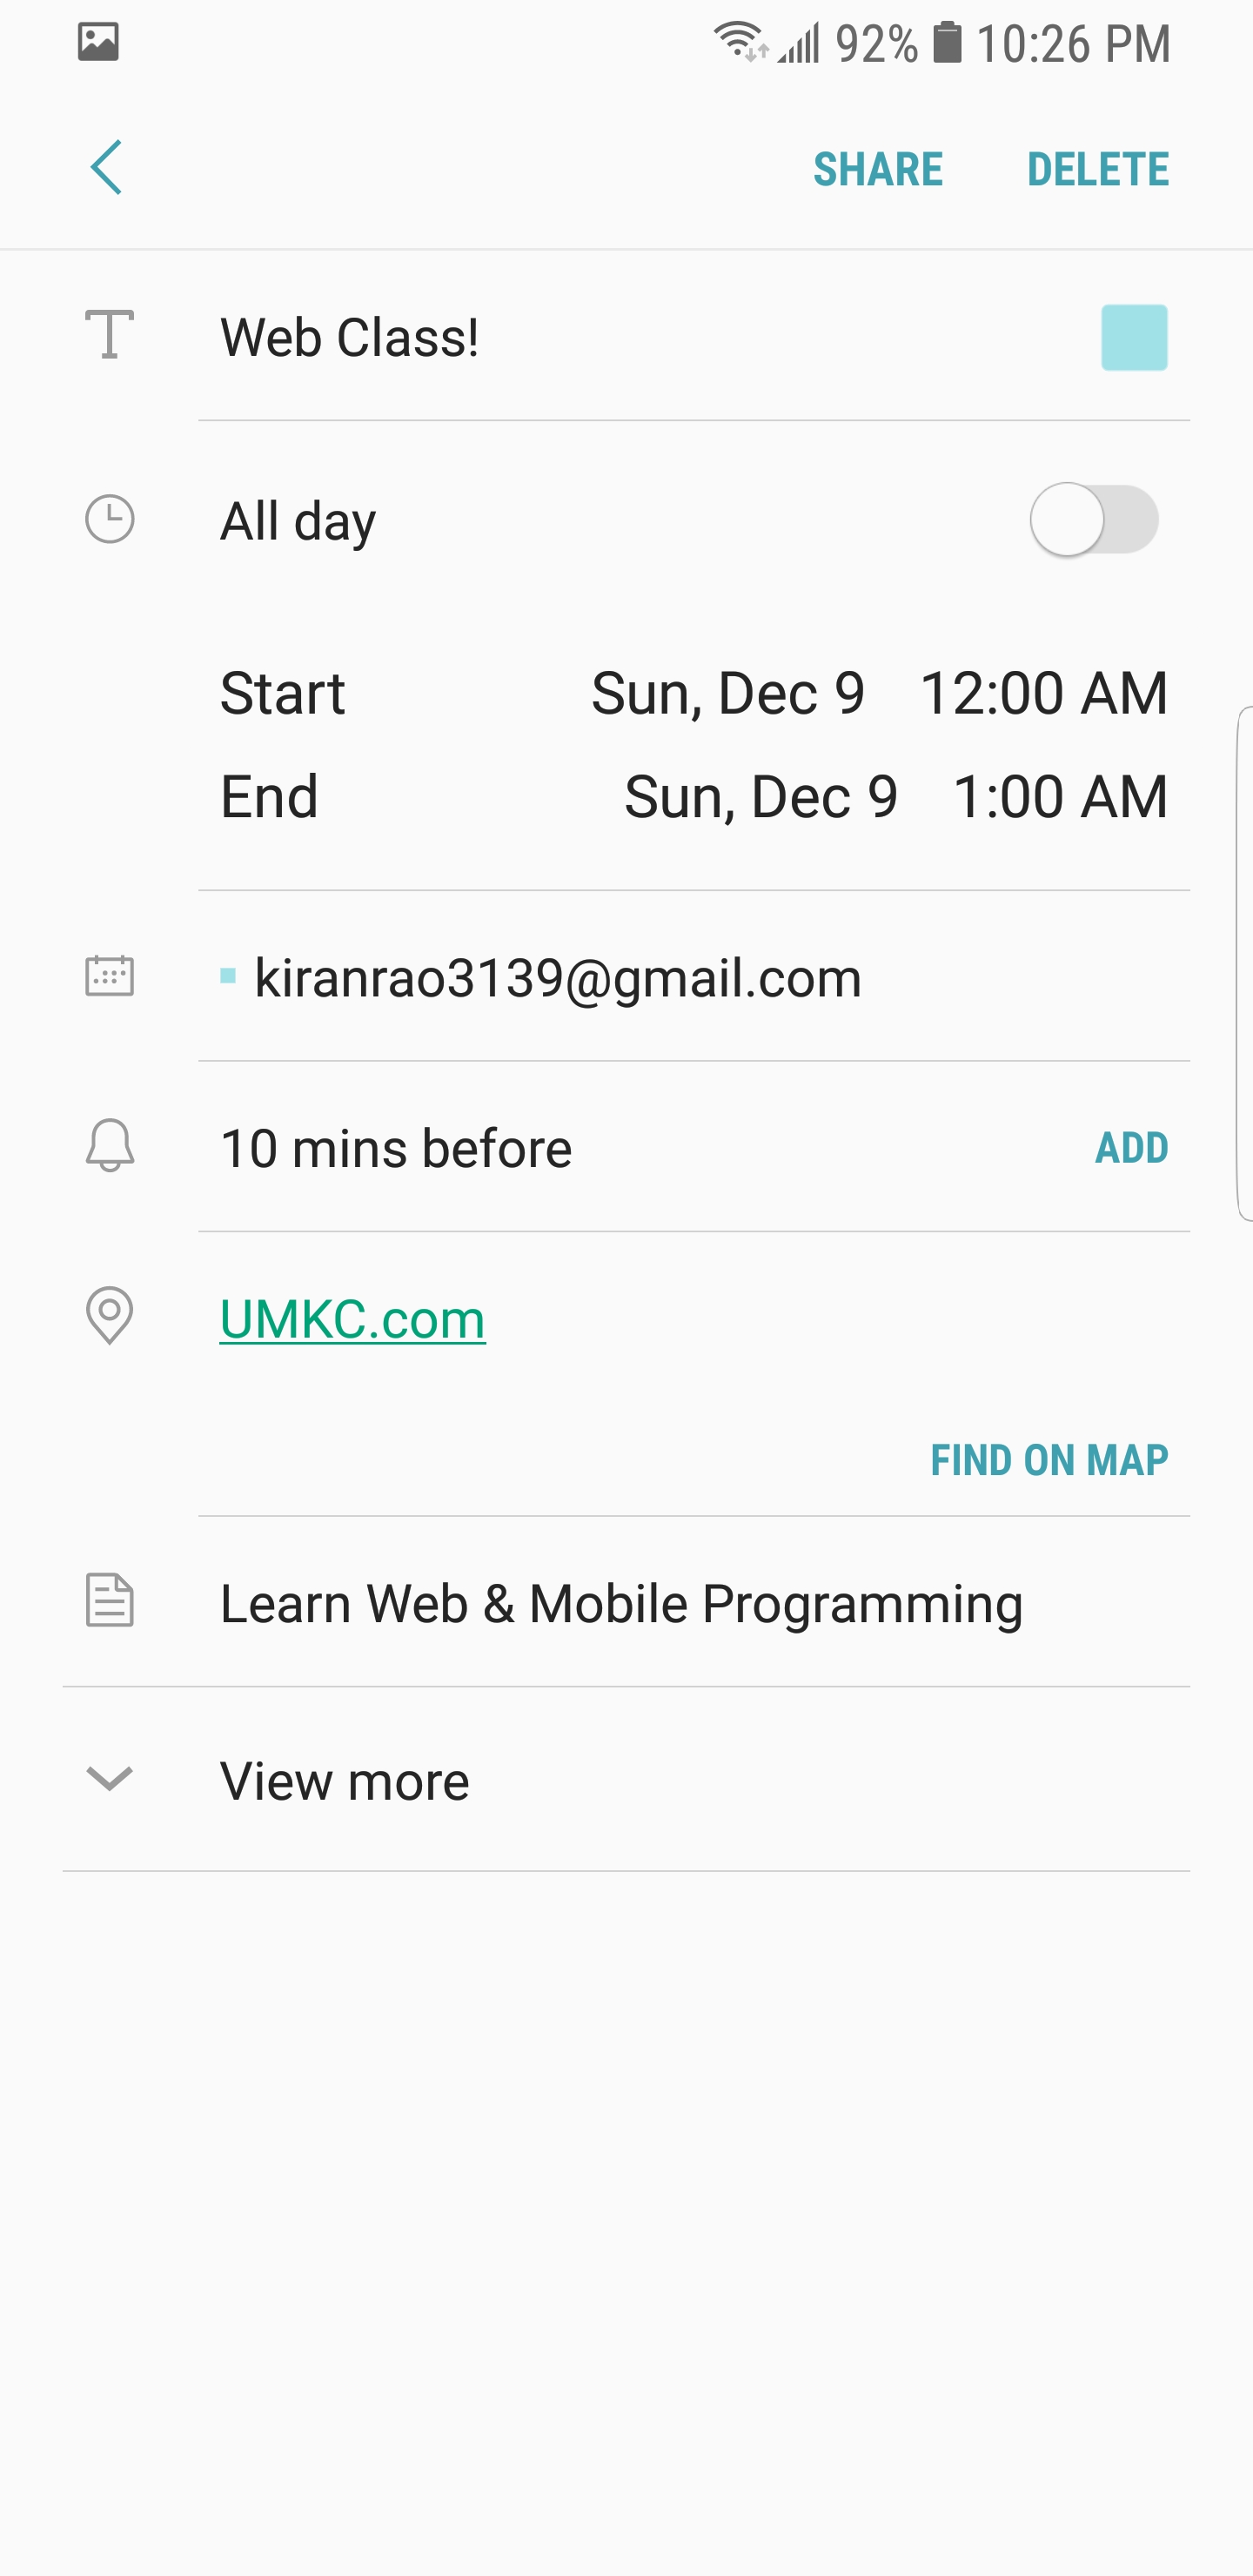 92% 10:26 PM
SHARE DELETE
Web Class!
All day
Start Sun, Dec 9 12:00 AM
End Sun, Dec 9 1:00 AM
kiranrao3139@gmail.com
10 mins before ADD
UMKC.com
FIND ON MAP
Learn Web & Mobile Programming
View more